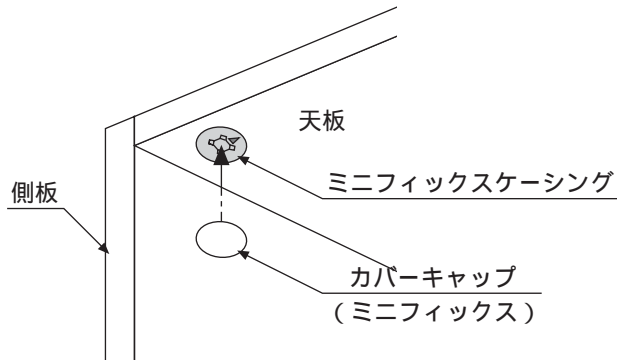 天板
ミニフィックスケーシング
側板
カバーキャップ
（ミニフィックス）